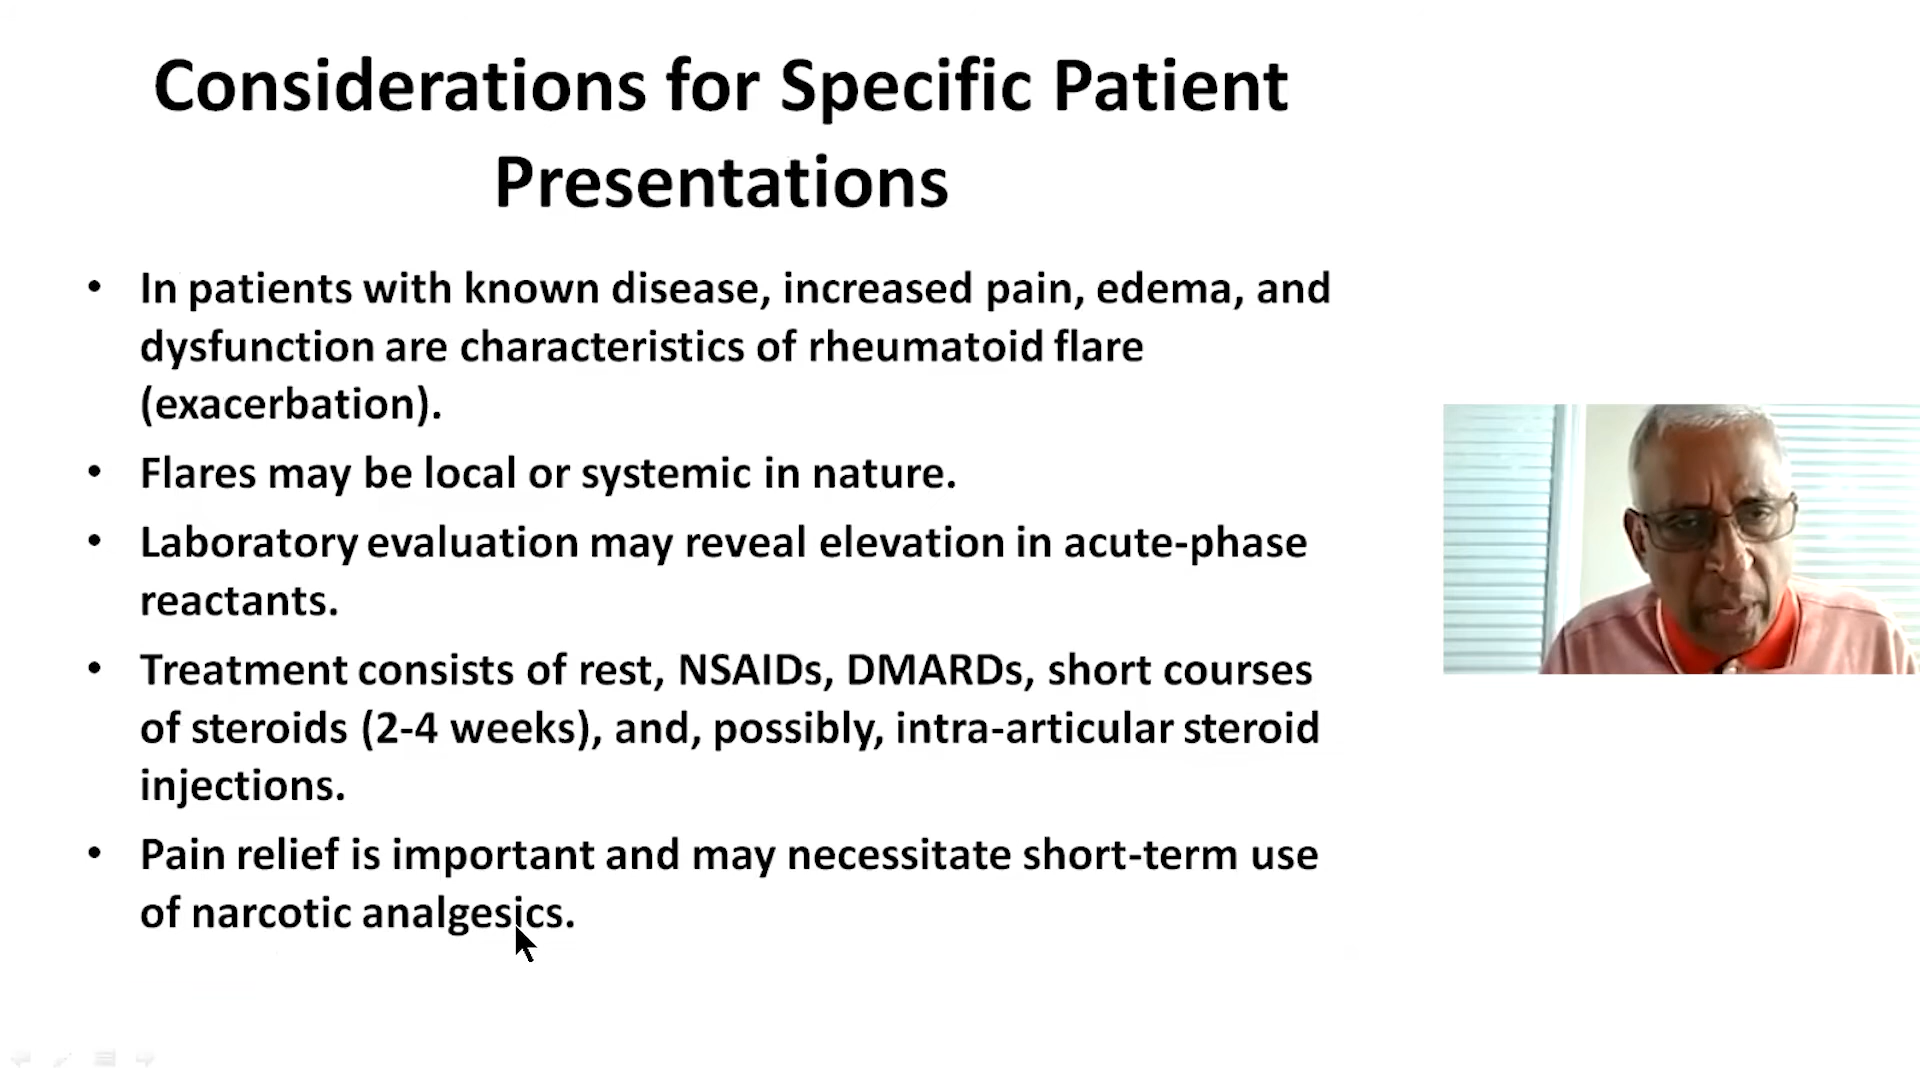 Considerations for Specific Patient
Presentations
• In patients with known disease, increased pain, edema, and
dysfunction are characteristics of rheumatoid flare
(exacerbation).
• Flares may be local or systemic in nature.
• Laboratory evaluation may reveal elevation in acute-phase
reactants.
• Treatment consists of rest, NSAIDs, DMARDs, short courses
of steroids (2-4 weeks), and, possibly, intra-articular steroid
injections.
• Pain relief is important and may necessitate short-term use
of narcotic analgesics.